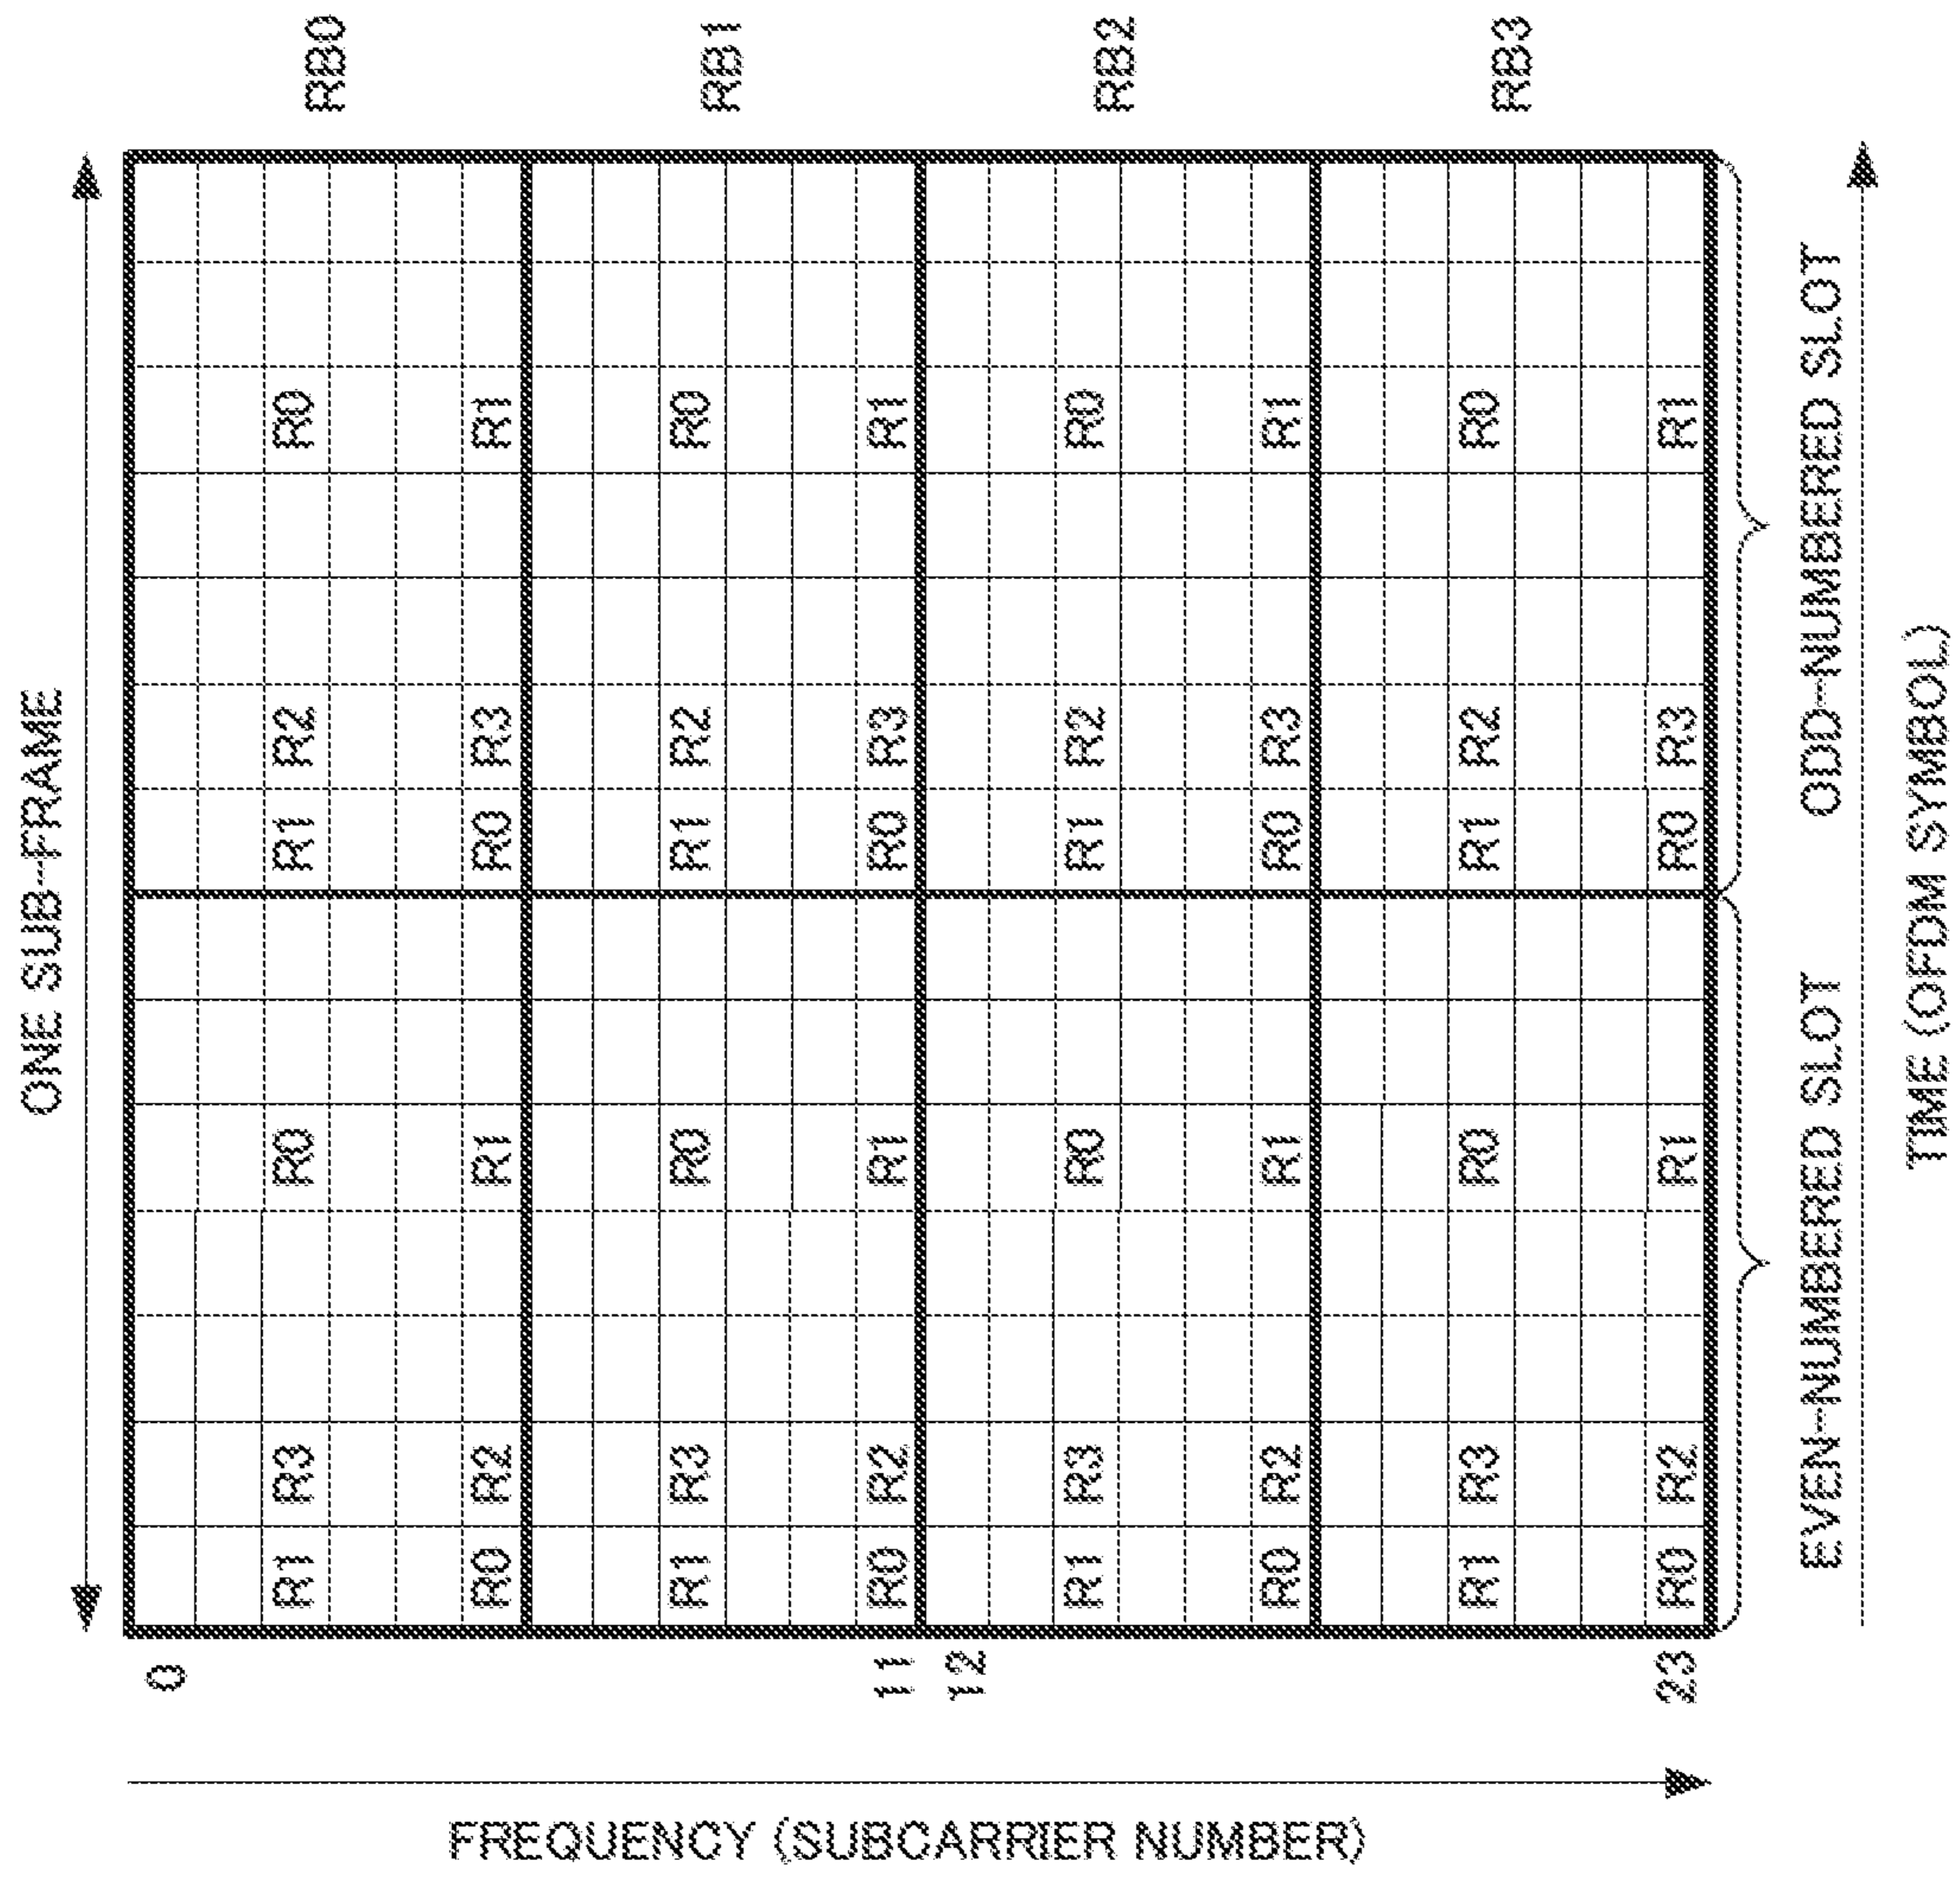 ONE SUB-FRAME
0
R1 R3 R0 R1 R2 R0
RB0
R0 R2 R1 R0 R3 R1
R1 R3 R0 R1 R2 R0
RB1
11 R0 R2 R1 R0 R3 R1
12
R1 R3 R0 R1 R2 R0
RB2
R0 R2 R1 R0 R3 R1
R1 R3 R0 R1 R2 R0
RB3
23 R0 R2 R1 R0 R3 R1
EVEN-NUMBERED SLOT
ODD-NUMBERED SLOT
TIME (OFDM SYMBOL)
FREQUENCY (SUBCARRIER NUMBER)